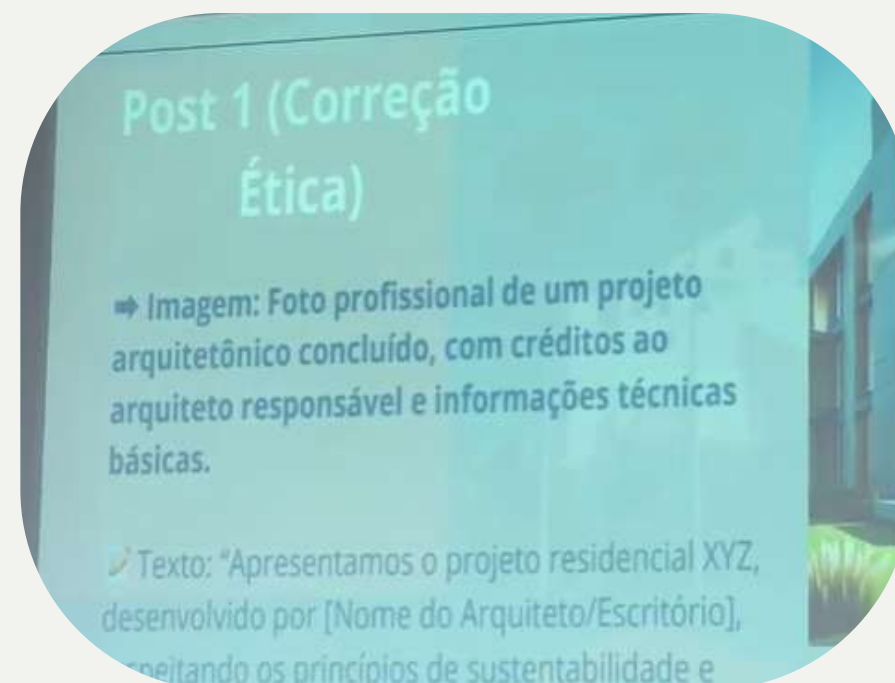 Post 1 (Correção
Ética)
➡ Imagem: Foto profissional de um projeto
arquitetônico concluído, com créditos ao
arquiteto responsável e informações técnicas
básicas.
📝 Texto: “Apresentamos o projeto residencial XYZ,
desenvolvido por [Nome do Arquiteto/Escritório],
os princípios de sustentabilidade e